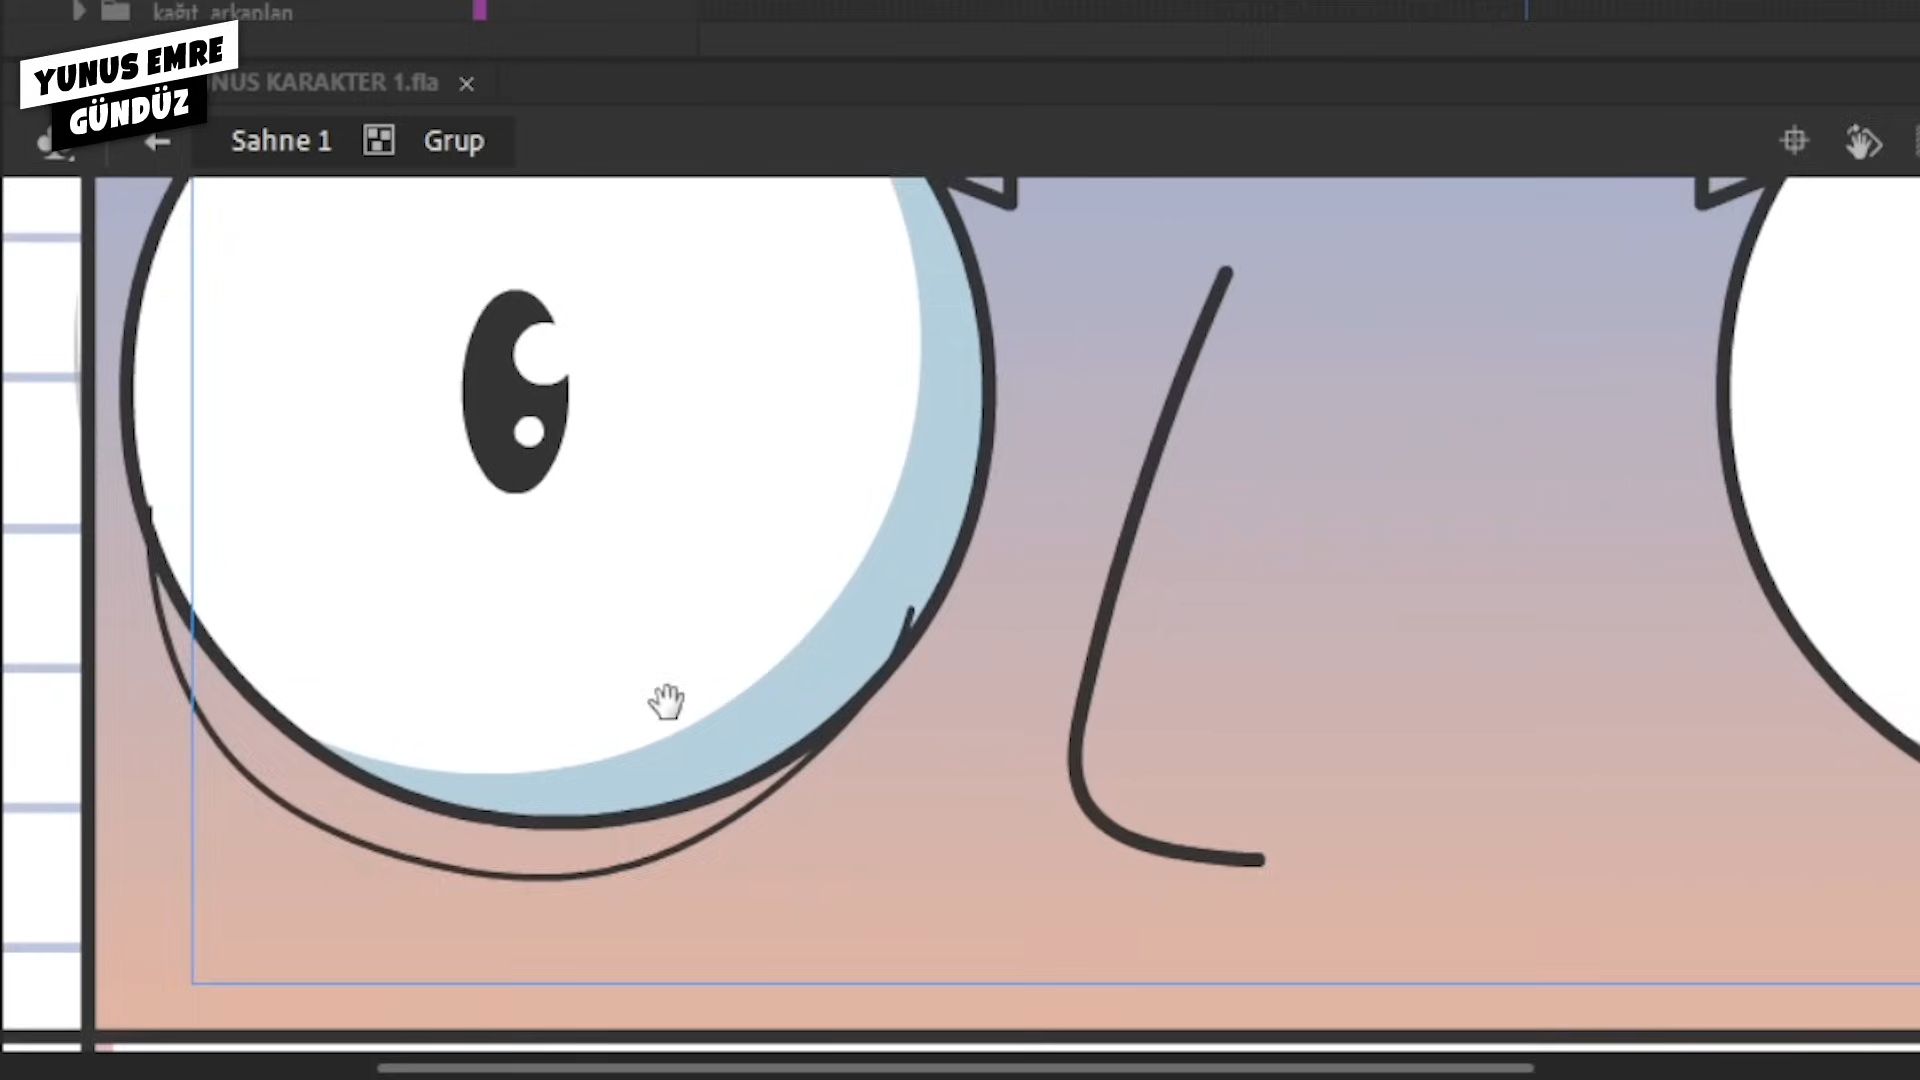 kağıt_arkaplan
YUNUS EMRE
GÜNDÜZ
NUS KARAKTER 1.fla
Sahne 1
Grup